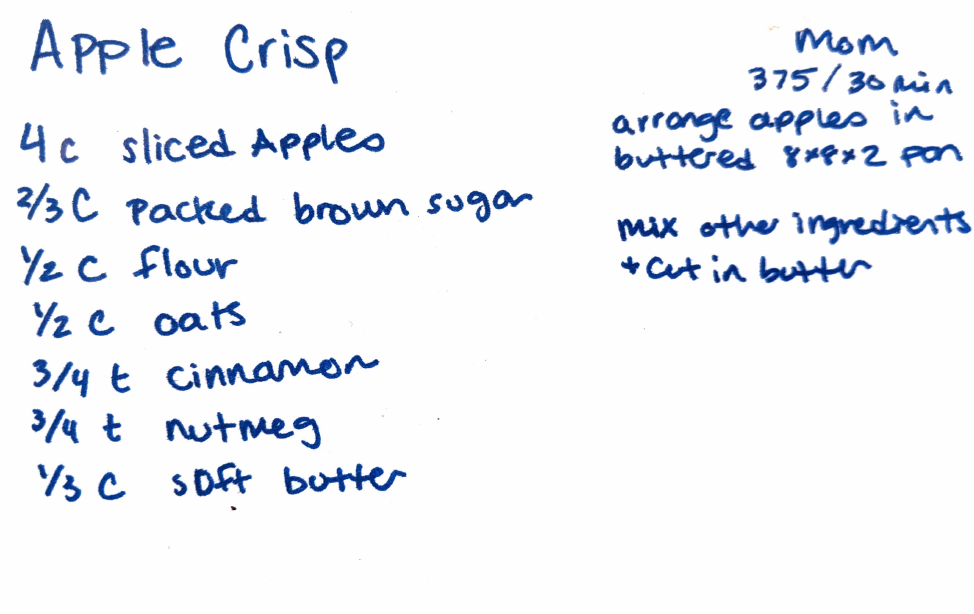 Apple Crisp
4 c sliced Apples
2/3 C packed brown sugar
1/2 C flour
1/2 C oats
3/4 t cinnamon
3/4 t nutmeg
1/3 C soft butter
Mom
375/30 min
arrange apples in
buttered 8x8x2 pan
mix other ingredients
+ cut in butter